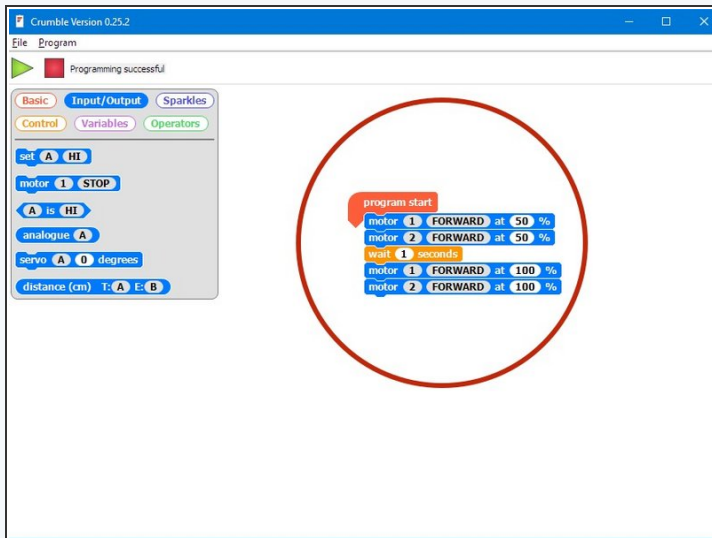 Crumble Version 0.25.2
File Program
Programming successful
Basic Input/Output Sparkles
Control Variables Operators
set A HI
motor 1 STOP
A is HI
analogue A
servo A 0 degrees
distance (cm) T: A E: B
program start
motor 1 FORWARD at 50 %
motor 2 FORWARD at 50 %
wait 1 seconds
motor 1 FORWARD at 100 %
motor 2 FORWARD at 100 %